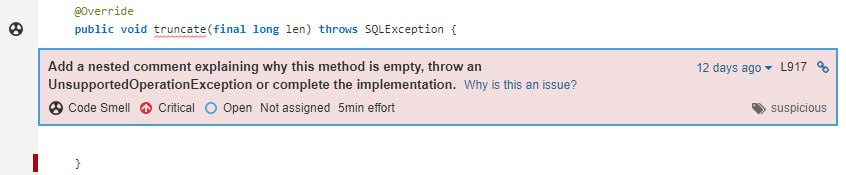 @Override
public void truncate(final long len) throws SQLException {
Add a nested comment explaining why this method is empty, throw an UnsupportedOperationException or complete the implementation. Why is this an issue?
12 days ago L917
Code Smell Critical Open Not assigned 5min effort
suspicious
}